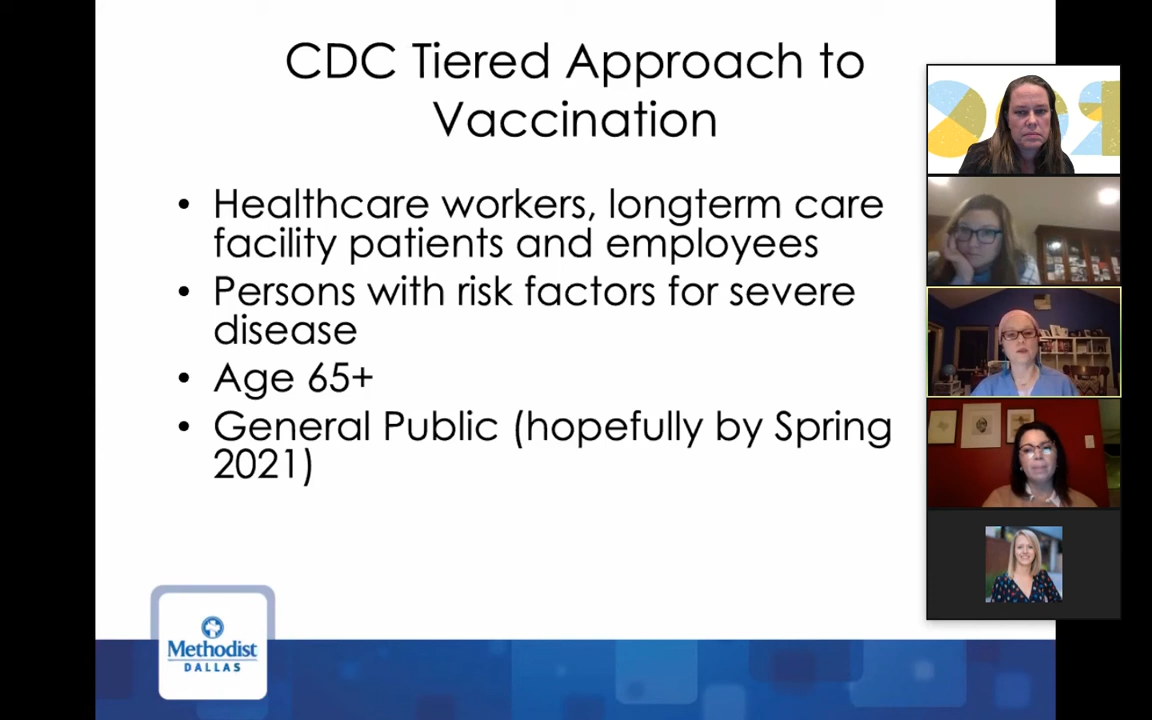 CDC Tiered Approach to
Vaccination
• Healthcare workers, longterm care
facility patients and employees
• Persons with risk factors for severe
disease
• Age 65+
• General Public (hopefully by Spring
2021)
Methodist
DALLAS